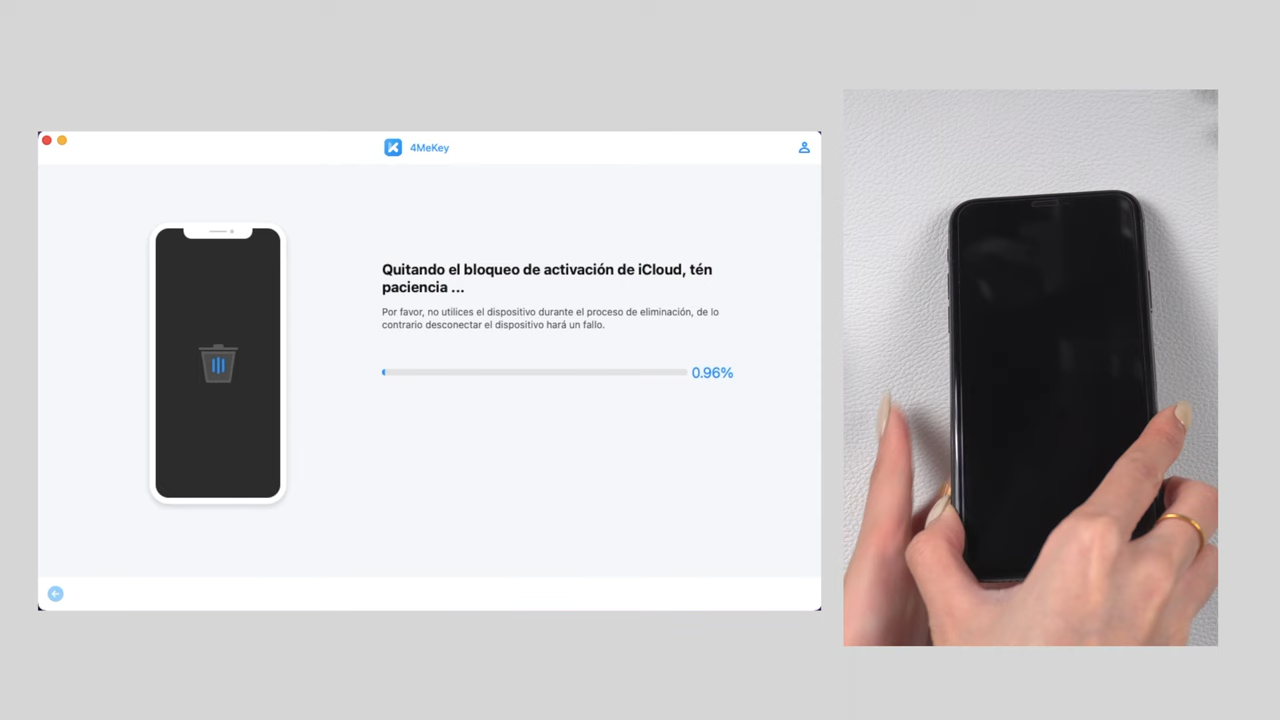 4MeKey
Quitando el bloqueo de activación de iCloud, tén
paciencia ...
Por favor, no utilices el dispositivo durante el proceso de eliminación, de lo
contrario desconectar el dispositivo hará un fallo.
0.96%